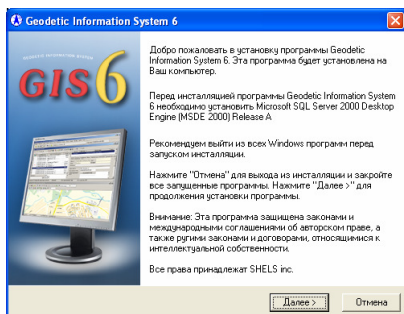 Geodetic Information System 6
GEODETIC INFORMATION SYSTEM
GIS6
Добро пожаловать в установку программы Geodetic
Information System 6. Эта программа будет установлена на
Ваш компьютер.
Перед инсталляцией программы Geodetic Information System
6 необходимо установить Microsoft SQL Server 2000 Desktop
Engine (MSDE 2000) Release A
Рекомендуем выйти из всех Windows программ перед
запуском инсталляции.
Нажмите "Отмена" для выхода из инсталляции и закройте
все запущенные программы. Нажмите "Далее >" для
продолжения установки программы.
Внимание: Эта программа защищена законами и
международными соглашениями об авторском праве, а
также ругими законами и договорами, относящимися к
интеллектуальной собственности.
Все права принадлежат SHELS inc.
Далее >
Отмена